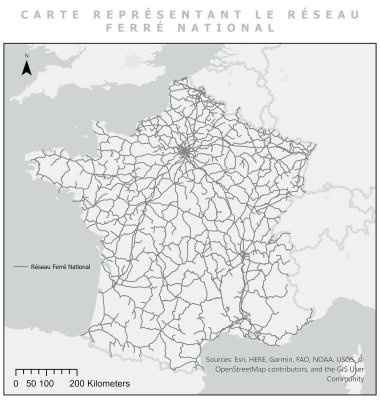 CARTE REPRÉSENTANT LE RÉSEAU
FERRÉ NATIONAL
N
Réseau Ferré National
Sources: Esri, HERE, Garmin, FAO, NOAA, USGS, ©
OpenStreetMap contributors, and the GIS User
Community
0 50 100 200 Kilometers